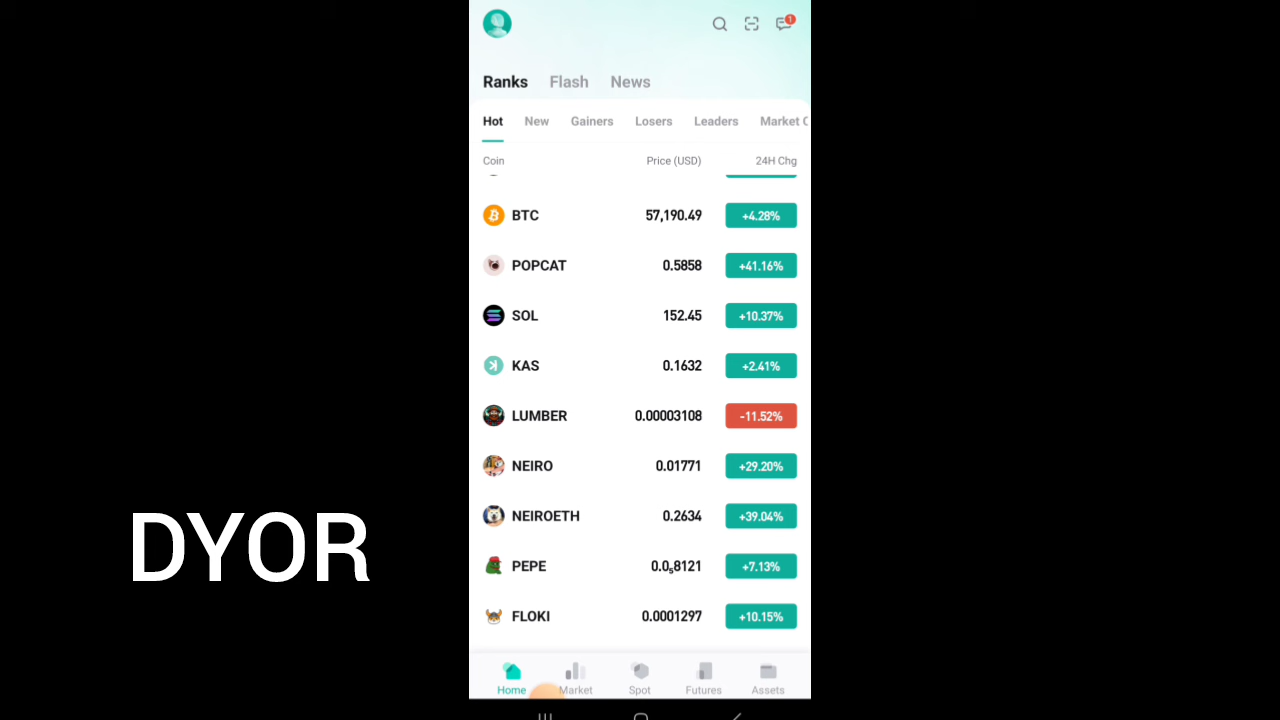 1
Ranks Flash News
Hot New Gainers Losers Leaders Market C
Coin Price (USD) 24H Chg
BTC 57,190.49 +4.28%
POPCAT 0.5858 +41.16%
SOL 152.45 +10.37%
KAS 0.1632 +2.41%
LUMBER 0.00003108 -11.52%
NEIRO 0.01771 +29.20%
NEIROETH 0.2634 +39.04%
PEPE 0.0₅8121 +7.13%
FLOKI 0.0001297 +10.15%
Home Market Spot Futures Assets
DYOR